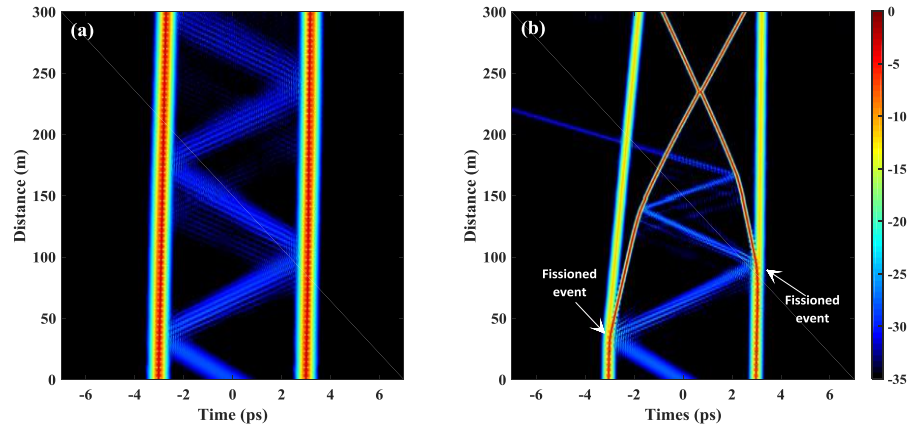 (a)
300
250
200
150
100
50
0
Distance (m)
-6 -4 -2 0 2 4 6
Time (ps)
(b)
300
250
200
150
100
50
0
Distance (m)
Fissioned
event
Fissioned
event
-6 -4 -2 0 2 4 6
Times (ps)
0
-5
-10
-15
-20
-25
-30
-35